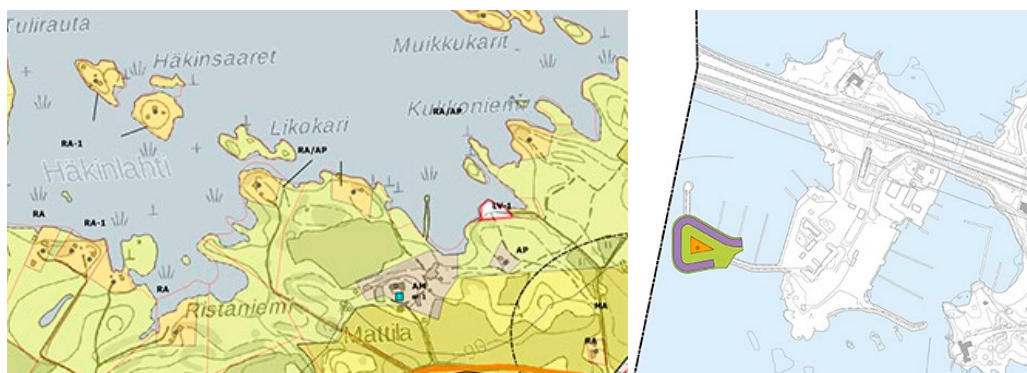 Tulirauta
Häkinsaaret
Muikkukarit
Kukkoniemi
RA/AP
Likokari
RA/AP
RA-1
Häkinlahti
RA
RA-1
LV-1
AP
RA
AM
Ristaniemi
Mattila
MA
RA